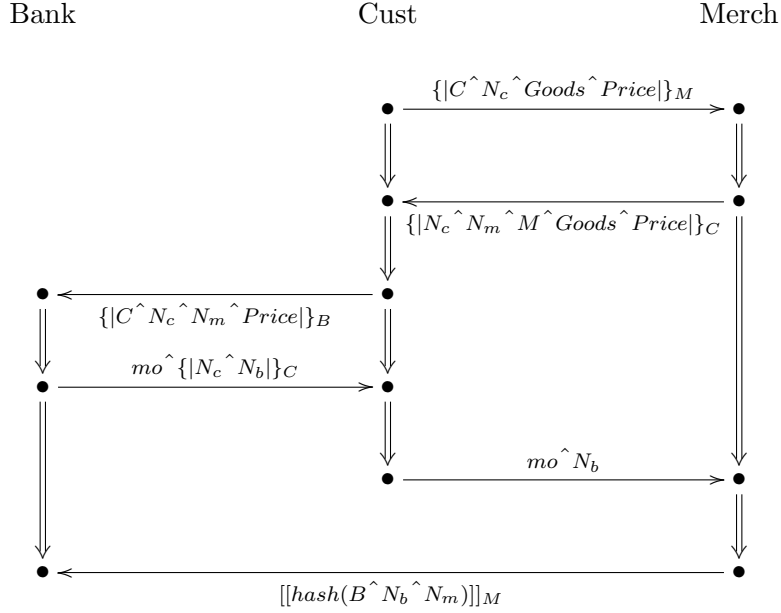 Bank Cust Merch
{|C^N_c^Goods^Price|}_M
{|N_c^N_m^M^Goods^Price|}_C
{|C^N_c^N_m^Price|}_B
mo^{|N_c^N_b|}_C
mo^N_b
[[hash(B^N_b^N_m)]]_M